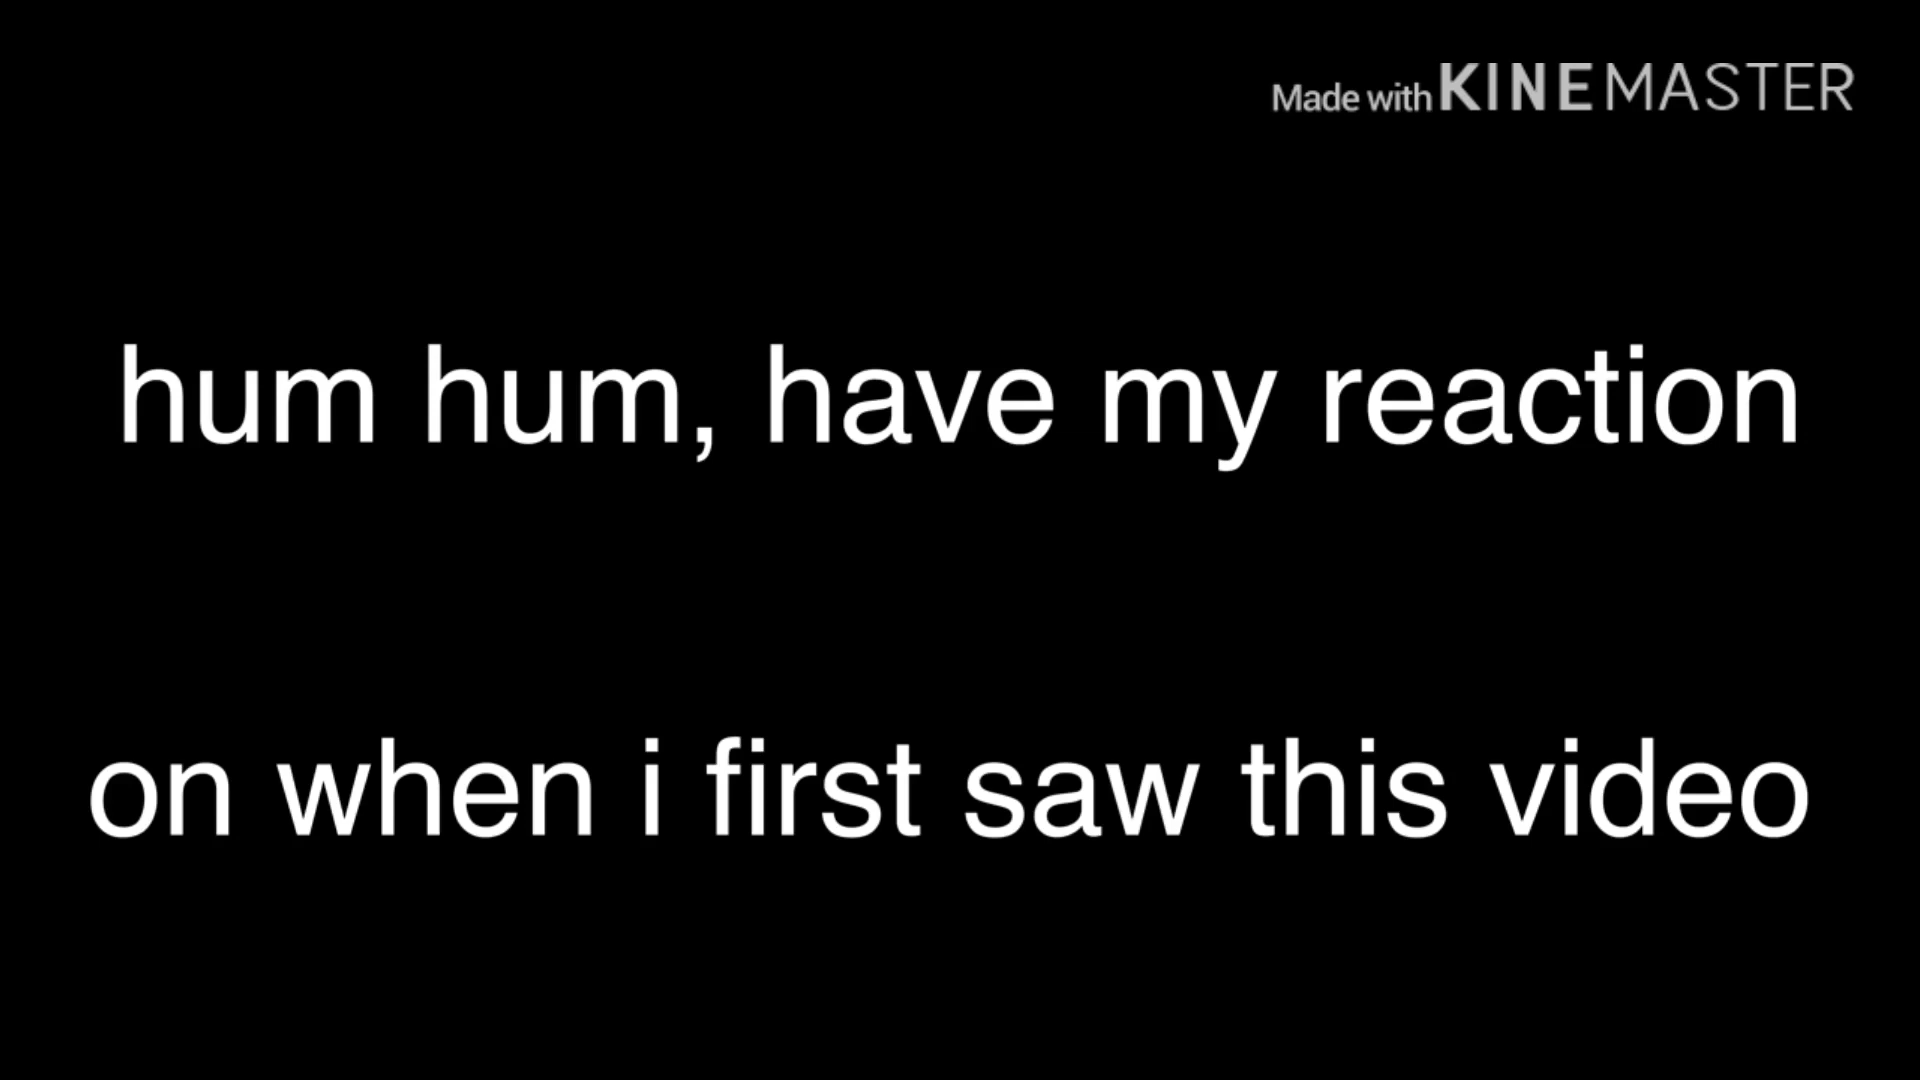 Made with KINEMASTER
hum hum, have my reaction
on when i first saw this video